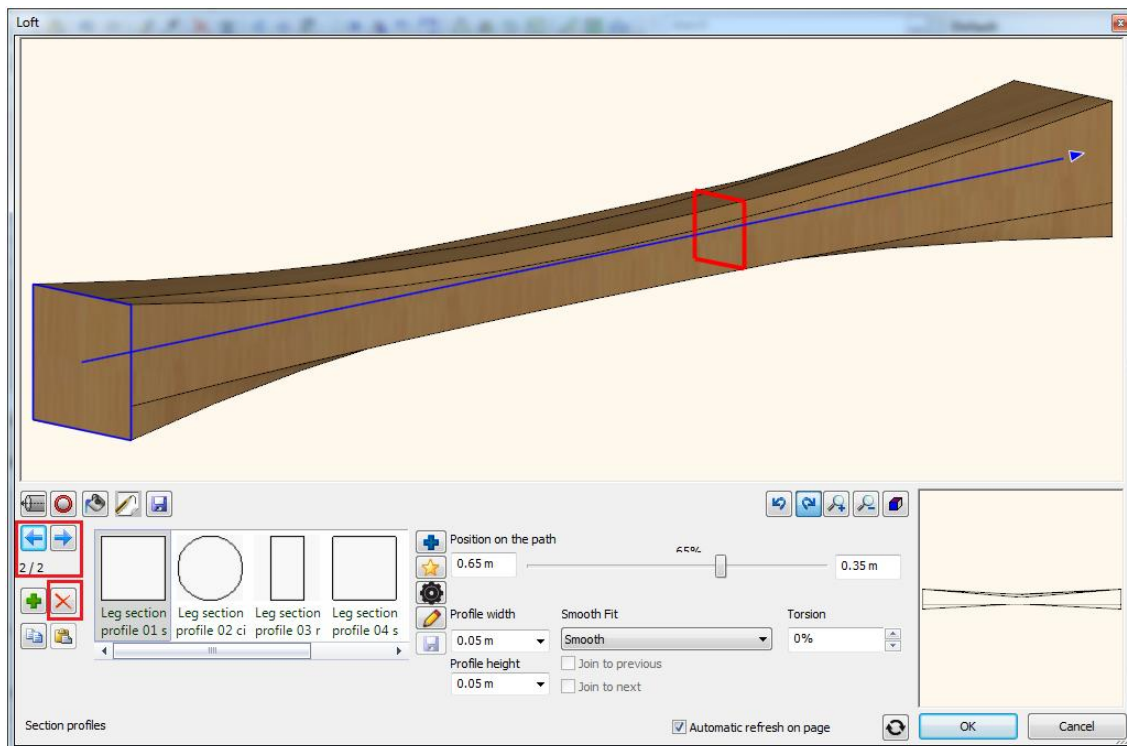 Loft
Default
Position on the path
65%
0.65 m
0.35 m
2 / 2
Leg section profile 01 s
Leg section profile 02 ci
Leg section profile 03 r
Leg section profile 04 s
Profile width
Smooth Fit
Torsion
0.05 m
Smooth
0%
Profile height
Join to previous
0.05 m
Join to next
Section profiles
Automatic refresh on page
OK
Cancel